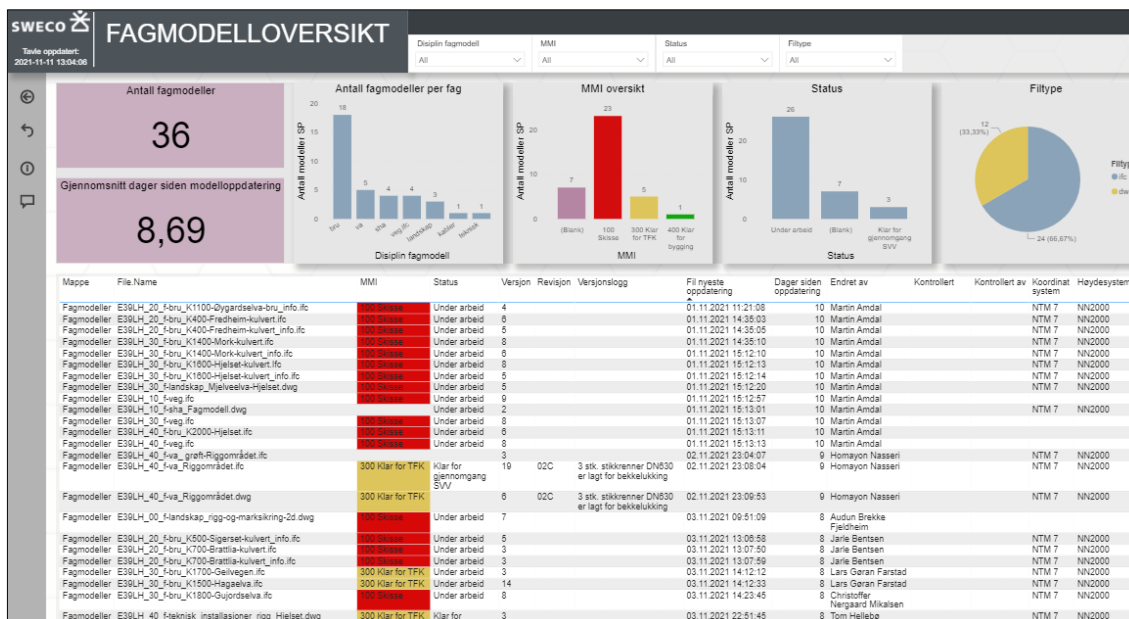 SWECO
FAGMODELLOVERSIKT
Tavle oppdatert:
2021-11-11 13:04:06
Disiplin fagmodell
All
MMI
All
Status
All
Filtype
All
Antall fagmodeller
36
Gjennomsnitt dager siden modelloppdatering
8,69
Antall fagmodeller per fag
Antall modeller SP
20
15
10
5
0
18
5
4
4
3
1
1
bru
va
sha
veg.ifc
landskap
kabler
teknisk
Disiplin fagmodell
MMI oversikt
Antall modeller SP
20
10
0
7
23
5
1
(Blank)
100 Skisse
300 Klar for TFK
400 Klar for bygging
MMI
Status
Antall modeller SP
20
10
0
26
7
3
Under arbeid
(Blank)
Klar for gjennomgang SVV
Status
Filtype
12
(33,33%)
24 (66,67%)
Filtyp
ifc
dw
Mappe File.Name MMI Status Versjon Revisjon Versjonslogg Fil nyeste oppdatering Dager siden oppdatering Endret av Kontrollert Kontrollert av Koordinat system Høydesystem
Fagmodeller E39LH_20_f-bru_K1100-Øygardselva-bru_info.ifc 100 Skisse Under arbeid 4 01.11.2021 11:21:08 10 Martin Amdal NTM 7 NN2000
Fagmodeller E39LH_20_f-bru_K400-Fredheim-kulvert.ifc 100 Skisse Under arbeid 6 01.11.2021 14:35:03 10 Martin Amdal NTM 7 NN2000
Fagmodeller E39LH_20_f-bru_K400-Fredheim-kulvert_info.ifc 100 Skisse Under arbeid 5 01.11.2021 14:35:05 10 Martin Amdal NTM 7 NN2000
Fagmodeller E39LH_30_f-bru_K1400-Mork-kulvert.ifc 100 Skisse Under arbeid 8 01.11.2021 14:35:10 10 Martin Amdal NTM 7 NN2000
Fagmodeller E39LH_30_f-bru_K1400-Mork-kulvert_info.ifc 100 Skisse Under arbeid 6 01.11.2021 15:12:10 10 Martin Amdal NTM 7 NN2000
Fagmodeller E39LH_30_f-bru_K1600-Hjelset-kulvert.ifc 100 Skisse Under arbeid 8 01.11.2021 15:12:13 10 Martin Amdal NTM 7 NN2000
Fagmodeller E39LH_30_f-bru_K1600-Hjelset-kulvert_info.ifc 100 Skisse Under arbeid 5 01.11.2021 15:12:14 10 Martin Amdal NTM 7 NN2000
Fagmodeller E39LH_30_f-landskap_Mjelveelva-Hjelset.dwg 100 Skisse Under arbeid 5 01.11.2021 15:12:20 10 Martin Amdal NTM 7 NN2000
Fagmodeller E39LH_10_f-veg.ifc Under arbeid 9 01.11.2021 15:12:57 10 Martin Amdal
Fagmodeller E39LH_10_f-sha_Fagmodell.dwg Under arbeid 2 01.11.2021 15:13:01 10 Martin Amdal NTM 7 NN2000
Fagmodeller E39LH_30_f-veg.ifc 100 Skisse Under arbeid 8 01.11.2021 15:13:07 10 Martin Amdal
Fagmodeller E39LH_40_f-bru_K2000-Hjelset.ifc 100 Skisse Under arbeid 6 01.11.2021 15:13:11 10 Martin Amdal
Fagmodeller E39LH_40_f-veg.ifc 100 Skisse Under arbeid 8 01.11.2021 15:13:13 10 Martin Amdal
Fagmodeller E39LH_40_f-va_ grøft-Riggområdet.ifc 3 02.11.2021 23:04:07 9 Homayon Nasseri NTM 7 NN2000
Fagmodeller E39LH_40_f-va_Riggområdet.ifc 300 Klar for TFK Klar for gjennomgang SVV 19 02C 3 stk. stikkrenner DN630 er lagt for bekkelukking 02.11.2021 23:08:04 9 Homayon Nasseri NTM 7 NN2000
Fagmodeller E39LH_40_f-va_Riggområdet.dwg 300 Klar for TFK 6 02C 3 stk. stikkrenner DN630 er lagt for bekkelukking 02.11.2021 23:09:53 9 Homayon Nasseri NTM 7 NN2000
Fagmodeller E39LH_00_f-landskap_rigg-og-marksikring-2d.dwg 100 Skisse Under arbeid 7 03.11.2021 09:51:09 8 Audun Brekke Fjeldheim
Fagmodeller E39LH_20_f-bru_K500-Sigerset-kulvert_info.ifc 100 Skisse Under arbeid 5 03.11.2021 13:06:58 8 Jarle Bentsen NTM 7 NN2000
Fagmodeller E39LH_20_f-bru_K700-Brattlia-kulvert.ifc 100 Skisse Under arbeid 3 03.11.2021 13:07:50 8 Jarle Bentsen NTM 7 NN2000
Fagmodeller E39LH_20_f-bru_K700-Brattlia-kulvert_info.ifc 100 Skisse Under arbeid 3 03.11.2021 13:07:59 8 Jarle Bentsen NTM 7 NN2000
Fagmodeller E39LH_30_f-bru_K1700-Geilvegen.ifc 300 Klar for TFK Under arbeid 3 03.11.2021 14:12:12 8 Lars Gøran Farstad NTM 7 NN2000
Fagmodeller E39LH_30_f-bru_K1500-Hagaelva.ifc 300 Klar for TFK Under arbeid 14 03.11.2021 14:12:33 8 Lars Gøran Farstad NTM 7 NN2000
Fagmodeller E39LH_30_f-bru_K1800-Gujordselva.ifc 100 Skisse Under arbeid 8 03.11.2021 14:23:45 8 Christoffer Nergaard Mikalsen NTM 7 NN2000
Fagmodeller E39LH_40_f-teknisk_installasjoner_rigg_Hjelset.dwg 300 Klar for TFK Klar for 3 03.11.2021 22:51:45 8 Tom Hellebø NTM 7 NN2000